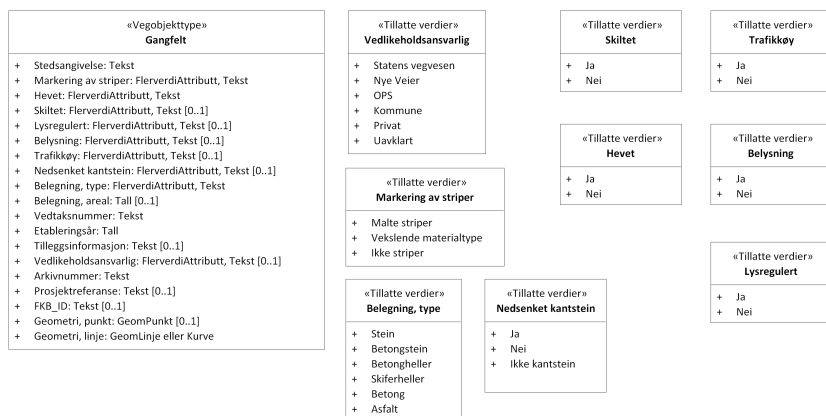 «Vegobjekttype»
Gangfelt
+ Stedsangivelse: Tekst
+ Markering av striper: FlerverdiAttributt, Tekst
+ Hevet: FlerverdiAttributt, Tekst
+ Skiltet: FlerverdiAttributt, Tekst [0..1]
+ Lysregulert: FlerverdiAttributt, Tekst [0..1]
+ Belysning: FlerverdiAttributt, Tekst [0..1]
+ Trafikkøy: FlerverdiAttributt, Tekst [0..1]
+ Nedsenket kantstein: FlerverdiAttributt, Tekst [0..1]
+ Belegning, type: FlerverdiAttributt, Tekst
+ Belegning, areal: Tall [0..1]
+ Vedtaksnummer: Tekst
+ Etableringsår: Tall
+ Tilleggsinformasjon: Tekst [0..1]
+ Vedlikeholdsansvarlig: FlerverdiAttributt, Tekst [0..1]
+ Arkivnummer: Tekst
+ Prosjektreferanse: Tekst [0..1]
+ FKB_ID: Tekst [0..1]
+ Geometri, punkt: GeomPunkt [0..1]
+ Geometri, linje: GeomLinje eller Kurve
«Tillatte verdier»
Vedlikeholdsansvarlig
+ Statens vegvesen
+ Nye Veier
+ OPS
+ Kommune
+ Privat
+ Uavklart
«Tillatte verdier»
Markering av striper
+ Malte striper
+ Vekslende materialtype
+ Ikke striper
«Tillatte verdier»
Belegning, type
+ Stein
+ Betongstein
+ Betongheller
+ Skiferheller
+ Betong
+ Asfalt
«Tillatte verdier»
Nedsenket kantstein
+ Ja
+ Nei
+ Ikke kantstein
«Tillatte verdier»
Skiltet
+ Ja
+ Nei
«Tillatte verdier»
Hevet
+ Ja
+ Nei
«Tillatte verdier»
Trafikkøy
+ Ja
+ Nei
«Tillatte verdier»
Belysning
+ Ja
+ Nei
«Tillatte verdier»
Lysregulert
+ Ja
+ Nei